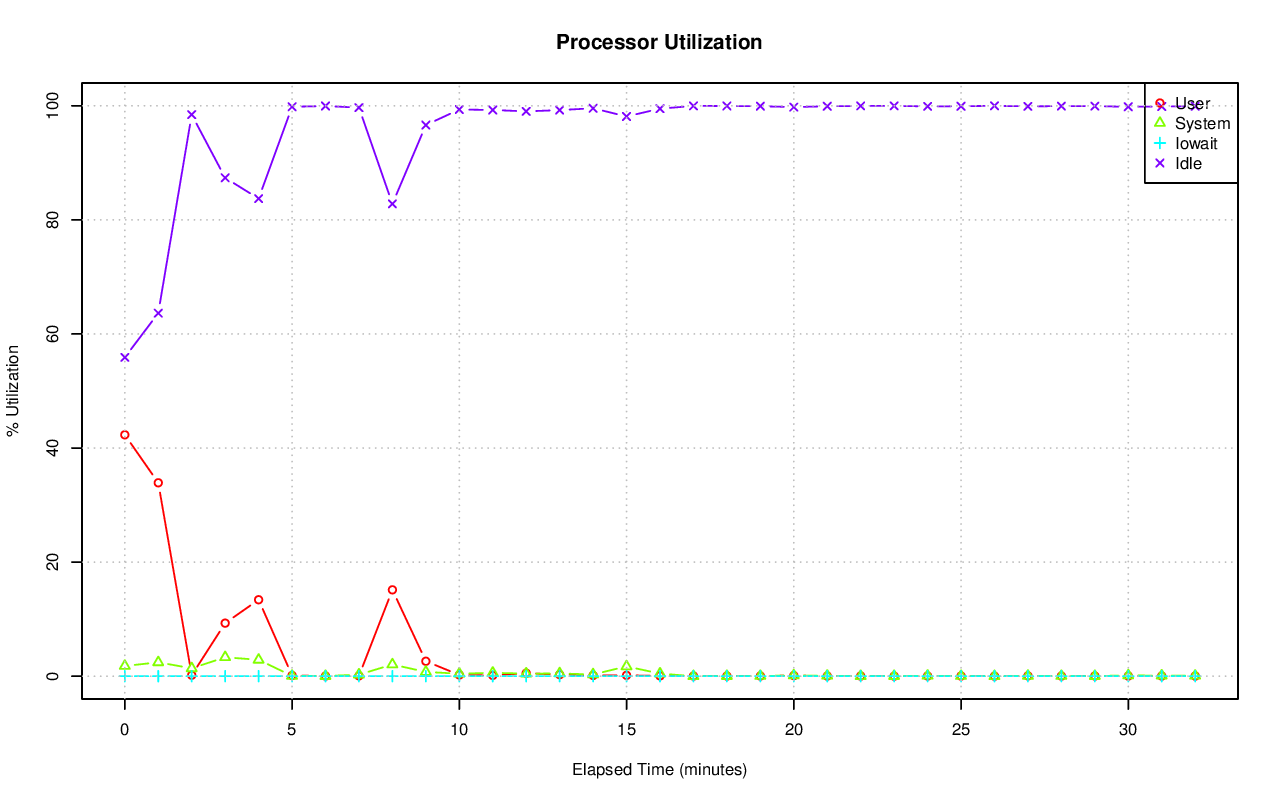 Processor Utilization
% Utilization
100
80
60
40
20
0
User
System
Iowait
Idle
0 5 10 15 20 25 30
Elapsed Time (minutes)